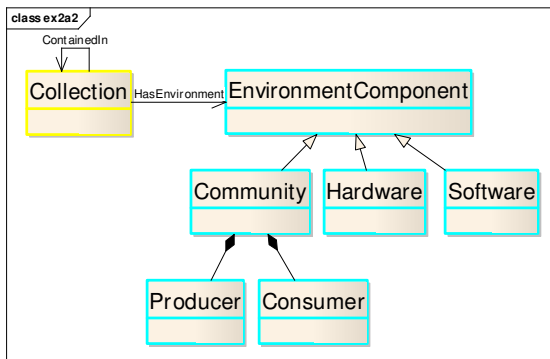 class ex2a2
ContainedIn
Collection
HasEnvironment
EnvironmentComponent
Community
Hardware
Software
Producer
Consumer